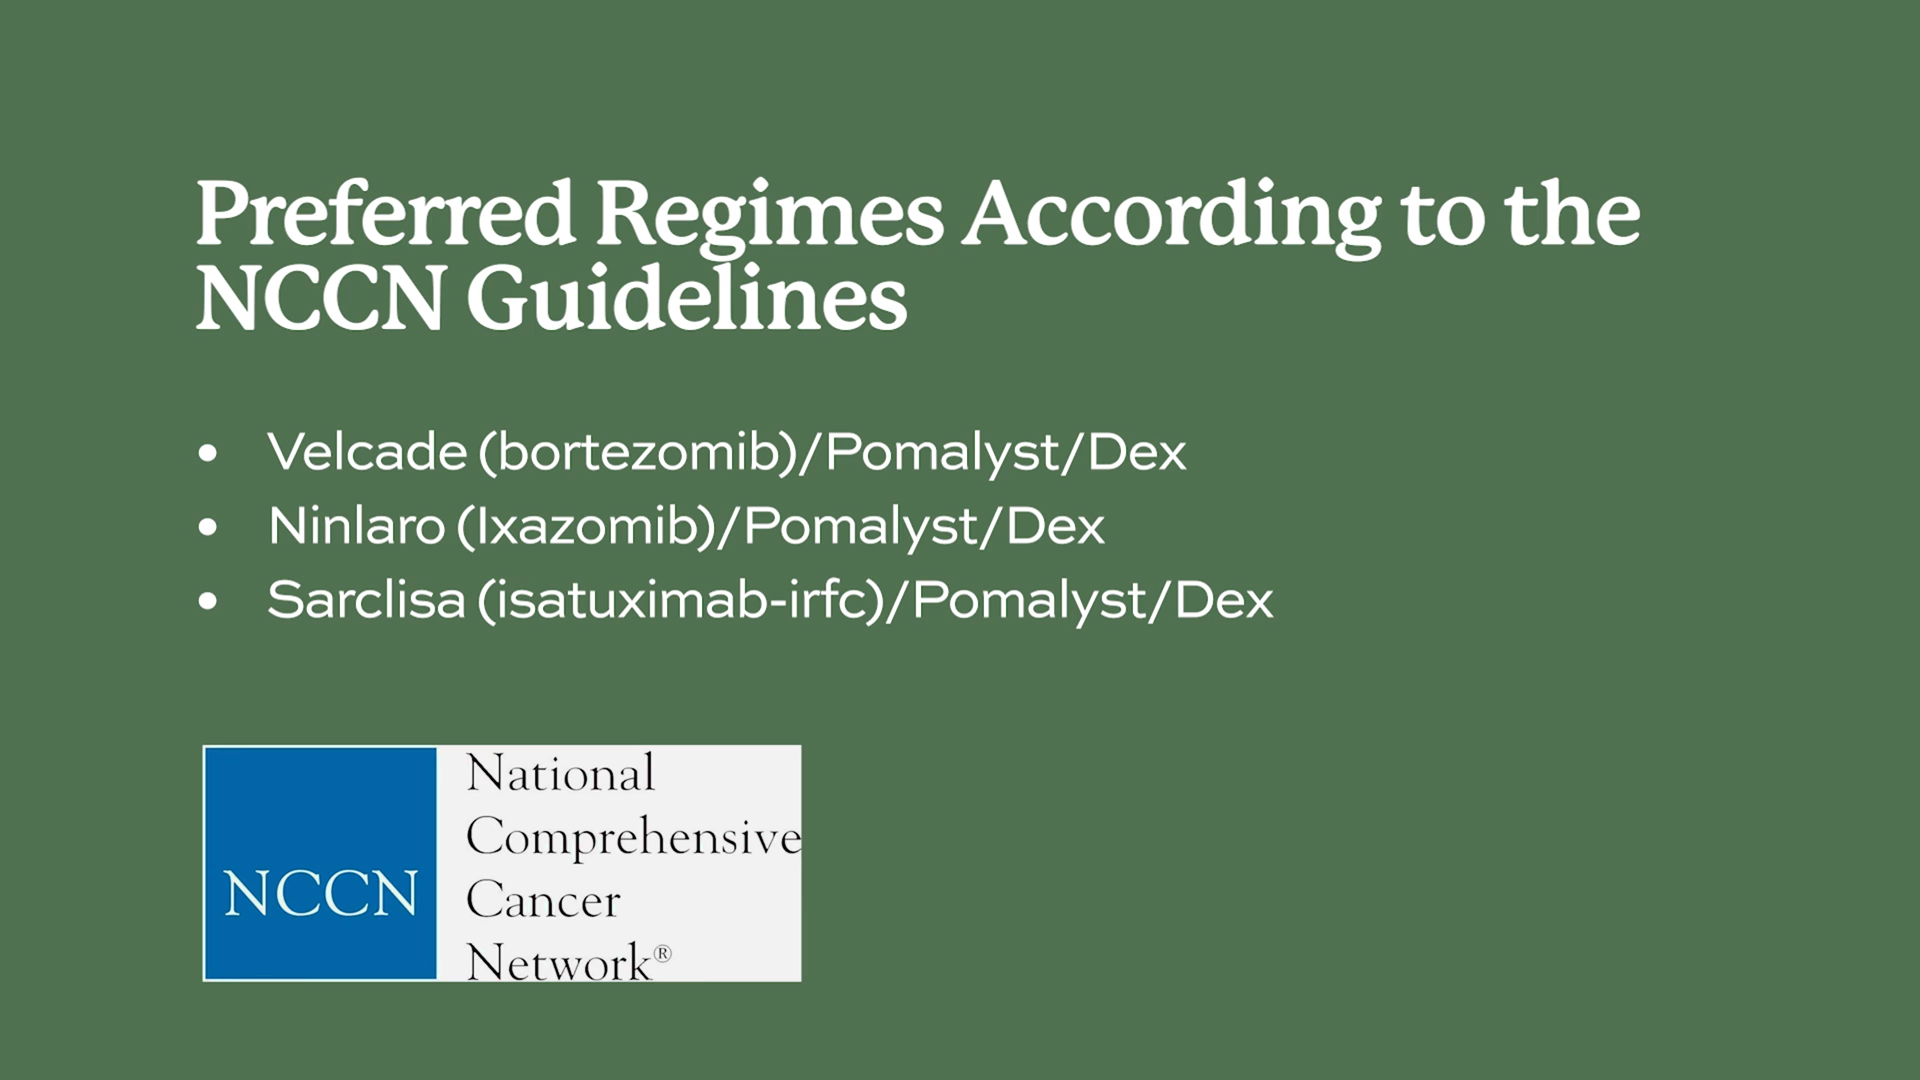 Preferred Regimes According to the
NCCN Guidelines
• Velcade (bortezomib)/Pomalyst/Dex
• Ninlaro (Ixazomib)/Pomalyst/Dex
• Sarclisa (isatuximab-irfc)/Pomalyst/Dex
NCCN
National
Comprehensive
Cancer
Network®